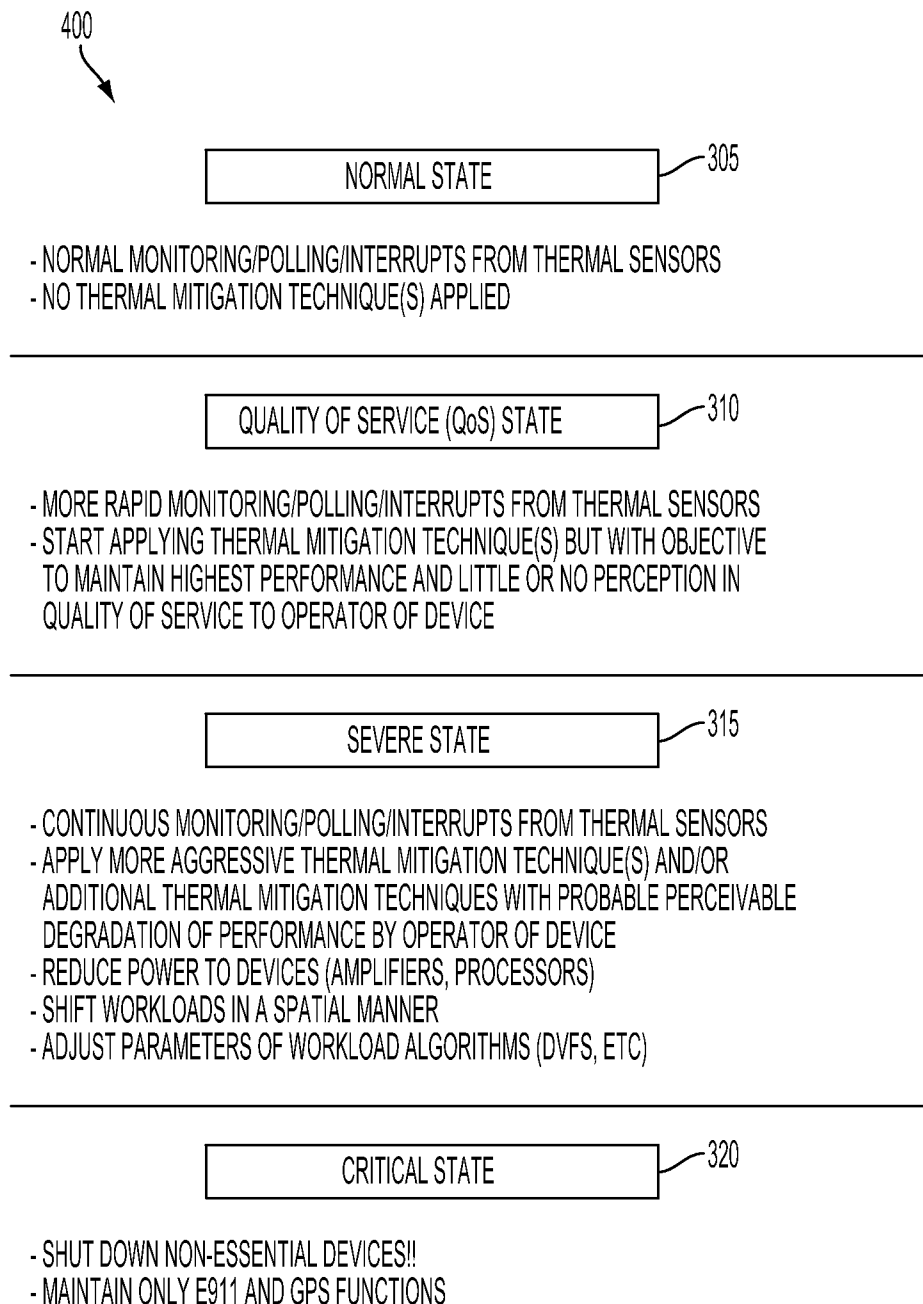 400
NORMAL STATE
305
- NORMAL MONITORING/POLLING/INTERRUPTS FROM THERMAL SENSORS
- NO THERMAL MITIGATION TECHNIQUE(S) APPLIED
QUALITY OF SERVICE (QoS) STATE
310
- MORE RAPID MONITORING/POLLING/INTERRUPTS FROM THERMAL SENSORS
- START APPLYING THERMAL MITIGATION TECHNIQUE(S) BUT WITH OBJECTIVE
TO MAINTAIN HIGHEST PERFORMANCE AND LITTLE OR NO PERCEPTION IN
QUALITY OF SERVICE TO OPERATOR OF DEVICE
SEVERE STATE
315
- CONTINUOUS MONITORING/POLLING/INTERRUPTS FROM THERMAL SENSORS
- APPLY MORE AGGRESSIVE THERMAL MITIGATION TECHNIQUE(S) AND/OR
ADDITIONAL THERMAL MITIGATION TECHNIQUES WITH PROBABLE PERCEIVABLE
DEGRADATION OF PERFORMANCE BY OPERATOR OF DEVICE
- REDUCE POWER TO DEVICES (AMPLIFIERS, PROCESSORS)
- SHIFT WORKLOADS IN A SPATIAL MANNER
- ADJUST PARAMETERS OF WORKLOAD ALGORITHMS (DVFS, ETC)
CRITICAL STATE
320
- SHUT DOWN NON-ESSENTIAL DEVICES!!
- MAINTAIN ONLY E911 AND GPS FUNCTIONS